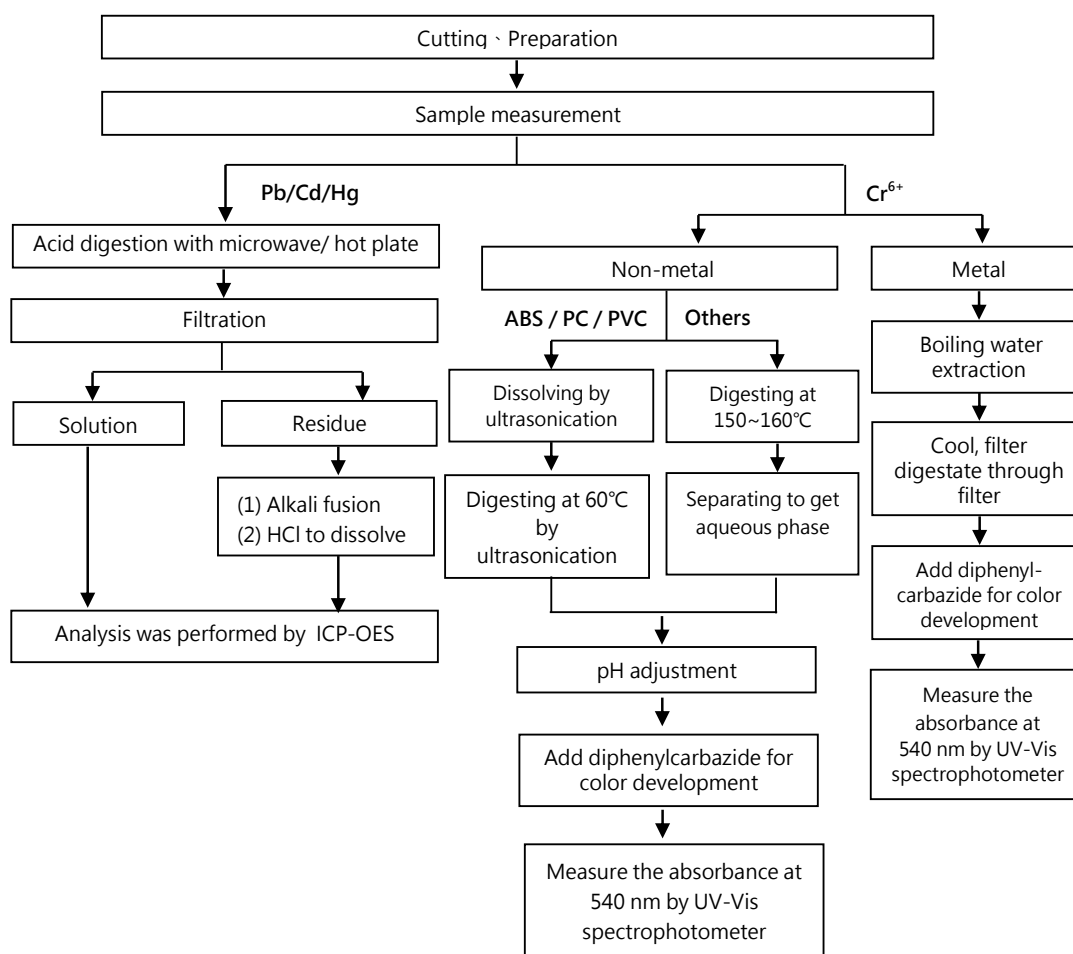 Cutting、Preparation
Sample measurement
Pb/Cd/Hg
Cr⁶⁺
Acid digestion with microwave/ hot plate
Filtration
Solution
Residue
(1) Alkali fusion
(2) HCl to dissolve
Analysis was performed by ICP-OES
Non-metal
ABS / PC / PVC
Others
Dissolving by
ultrasonication
Digesting at
150~160℃
Digesting at 60℃
by
ultrasonication
Separating to get
aqueous phase
pH adjustment
Add diphenylcarbazide for
color development
Measure the absorbance at
540 nm by UV-Vis
spectrophotometer
Metal
Boiling water
extraction
Cool, filter
digestate through
filter
Add diphenyl-
carbazide for color
development
Measure the
absorbance at
540 nm by UV-Vis
spectrophotometer